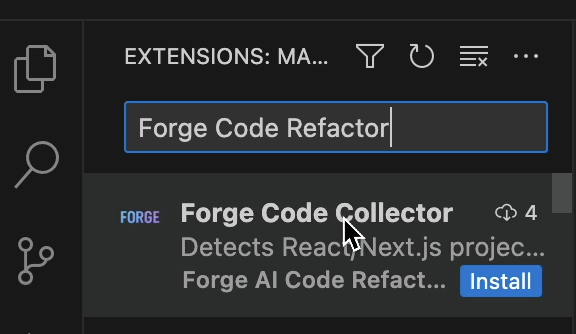 EXTENSIONS: MA...
Forge Code Refactor
FORGE
Forge Code Collector 4
Detects React/Next.js projec...
Forge AI Code Refact... Install